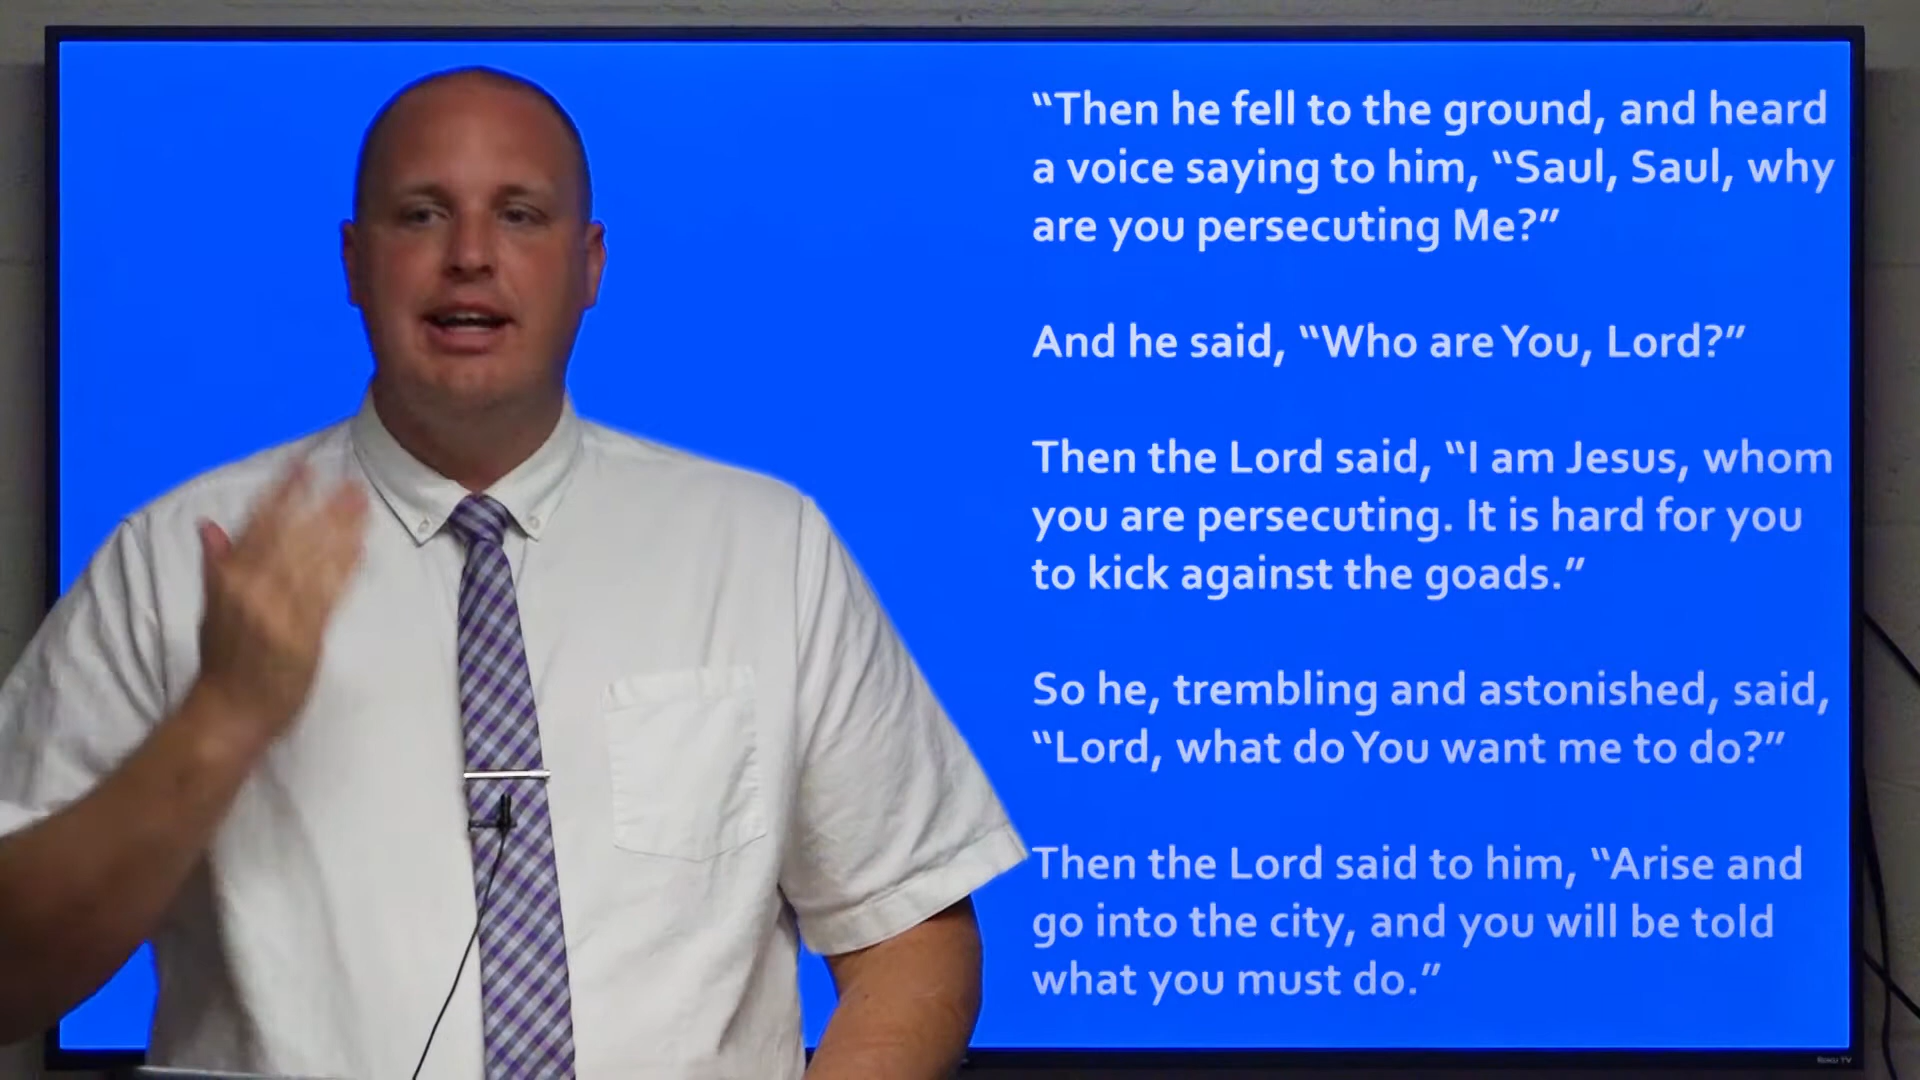 “Then he fell to the ground, and heard
a voice saying to him, “Saul, Saul, why
are you persecuting Me?”
And he said, “Who are You, Lord?”
Then the Lord said, “I am Jesus, whom
you are persecuting. It is hard for you
to kick against the goads.”
So he, trembling and astonished, said,
“Lord, what do You want me to do?”
Then the Lord said to him, “Arise and
go into the city, and you will be told
what you must do.”
Roku TV